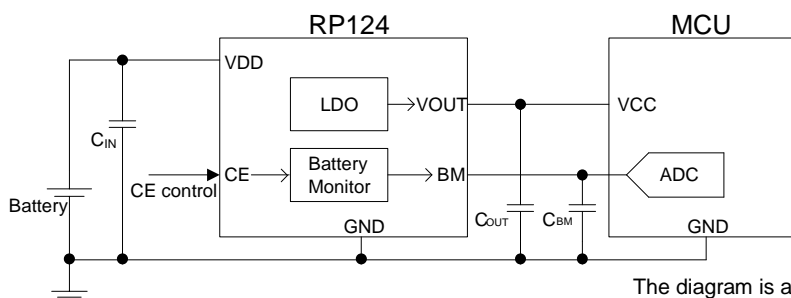 RP124
MCU
VDD
LDO
VOUT
VCC
CIN
CE control
CE
Battery
Monitor
BM
ADC
Battery
GND
COUT
CBM
GND
The diagram is a